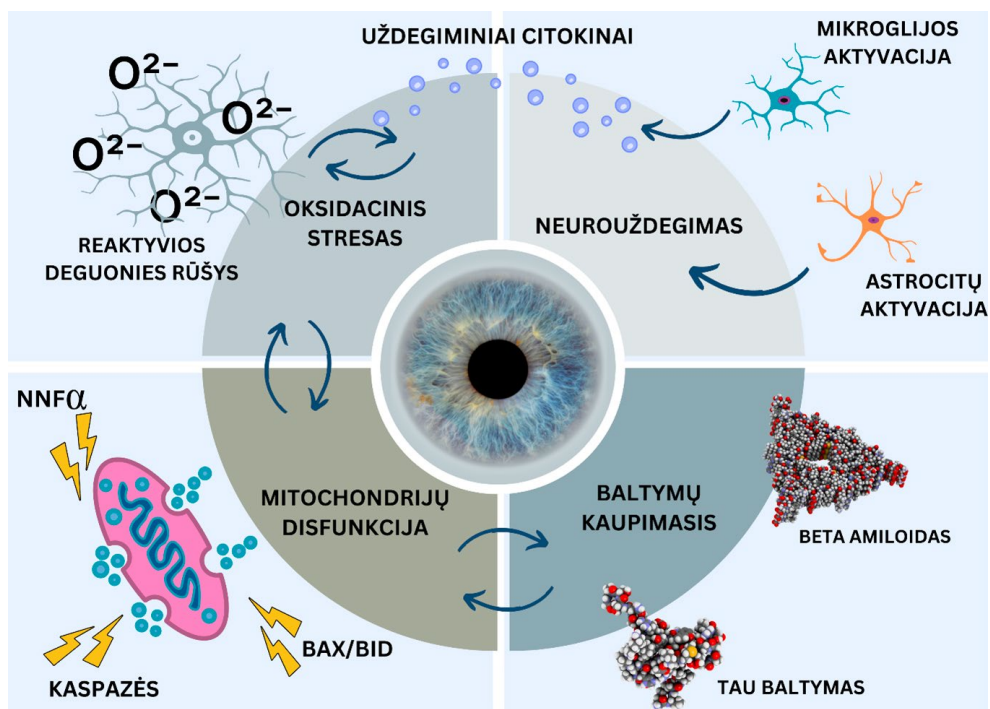 UŽDEGIMINIAI CITOKINAI
MIKROGLIJOS
AKTYVACIJA
O²⁻
O²⁻
O²⁻
O²⁻
REAKTYVIOS
DEGUONIES RŪŠYS
OKSIDACINIS
STRESAS
NEUROUŽDEGIMAS
ASTROCITŲ
AKTYVACIJA
NNFα
MITOCHONDRIJŲ
DISFUNKCIJA
BALTYMŲ
KAUPIMASIS
BETA AMILOIDAS
BAX/BID
KASPAZĖS
TAU BALTYMAS